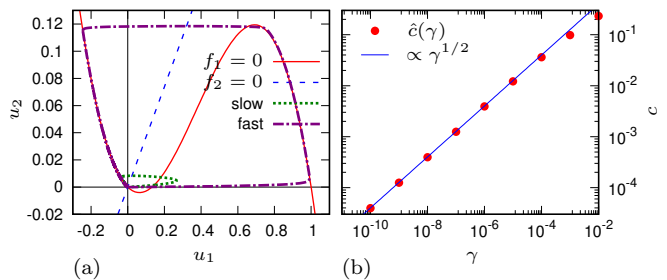 0.12
0.1
0.08
0.06
0.04
0.02
0
-0.02
u₂
f₁ = 0
f₂ = 0
slow
fast
-0.2 0 0.2 0.4 0.6 0.8 1
(a) u₁
ĉ(γ)
∝ γ^{1/2}
10⁻¹
10⁻²
10⁻³
10⁻⁴
c
10⁻¹⁰ 10⁻⁸ 10⁻⁶ 10⁻⁴ 10⁻²
(b) γ